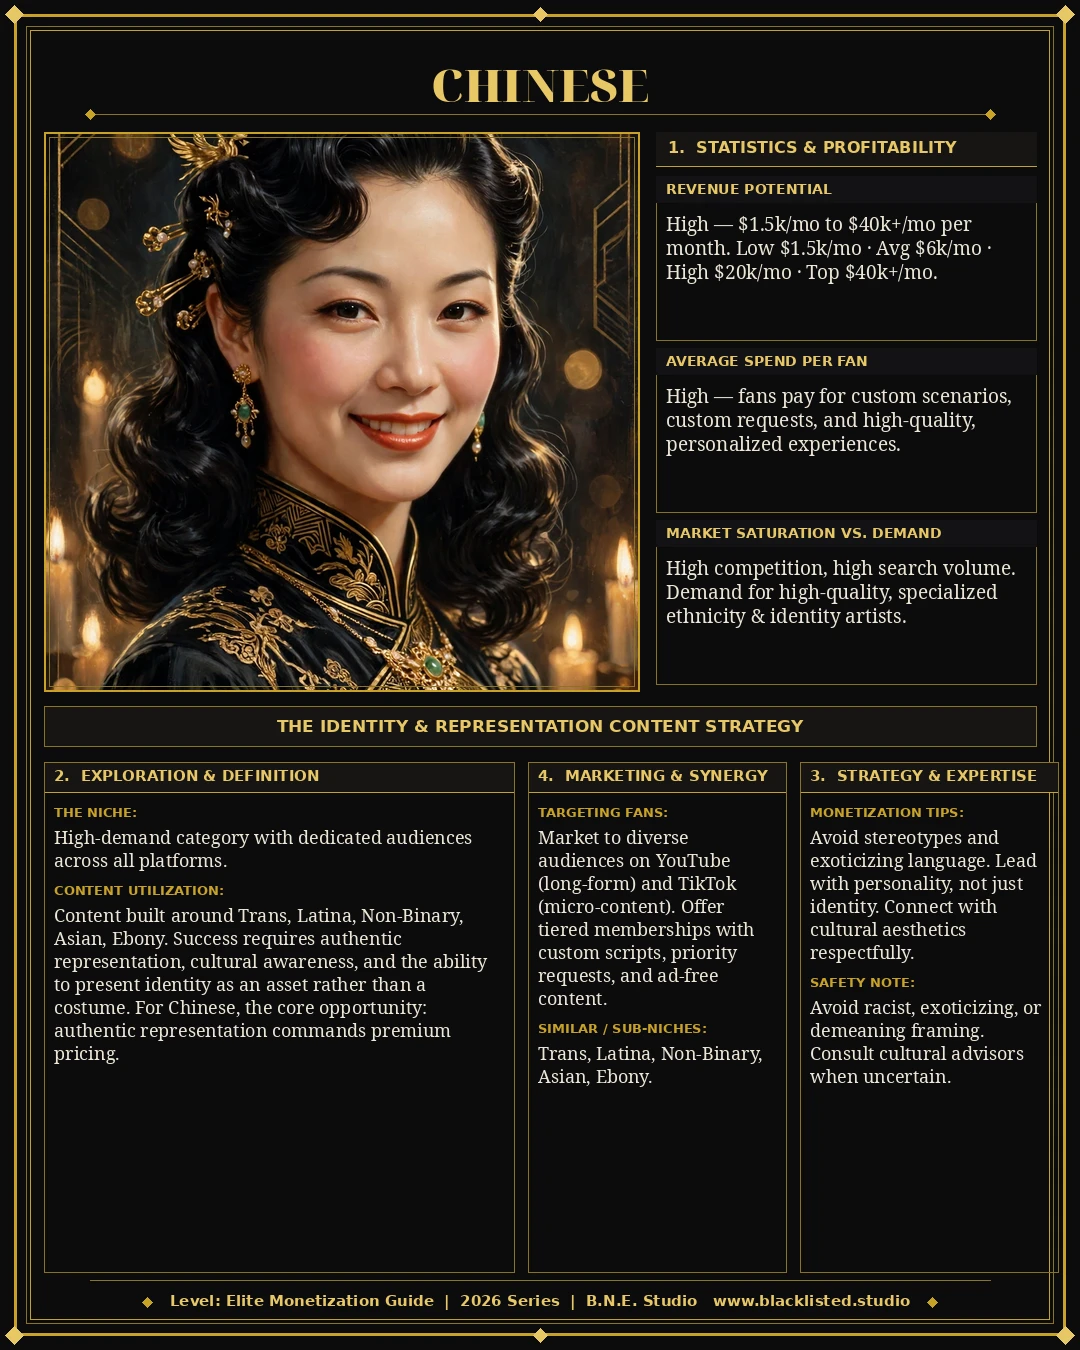 CHINESE
1. STATISTICS & PROFITABILITY
REVENUE POTENTIAL
High — $1.5k/mo to $40k+/mo per
month. Low $1.5k/mo · Avg $6k/mo ·
High $20k/mo · Top $40k+/mo.
AVERAGE SPEND PER FAN
High — fans pay for custom scenarios,
custom requests, and high-quality,
personalized experiences.
MARKET SATURATION VS. DEMAND
High competition, high search volume.
Demand for high-quality, specialized
ethnicity & identity artists.
THE IDENTITY & REPRESENTATION CONTENT STRATEGY
2. EXPLORATION & DEFINITION
THE NICHE:
High-demand category with dedicated audiences
across all platforms.
CONTENT UTILIZATION:
Content built around Trans, Latina, Non-Binary,
Asian, Ebony. Success requires authentic
representation, cultural awareness, and the ability
to present identity as an asset rather than a
costume. For Chinese, the core opportunity:
authentic representation commands premium
pricing.
4. MARKETING & SYNERGY
TARGETING FANS:
Market to diverse
audiences on YouTube
(long-form) and TikTok
(micro-content). Offer
tiered memberships with
custom scripts, priority
requests, and ad-free
content.
SIMILAR / SUB-NICHES:
Trans, Latina, Non-Binary,
Asian, Ebony.
3. STRATEGY & EXPERTISE
MONETIZATION TIPS:
Avoid stereotypes and
exoticizing language. Lead
with personality, not just
identity. Connect with
cultural aesthetics
respectfully.
SAFETY NOTE:
Avoid racist, exoticizing, or
demeaning framing.
Consult cultural advisors
when uncertain.
Level: Elite Monetization Guide | 2026 Series | B.N.E. Studio www.blacklisted.studio